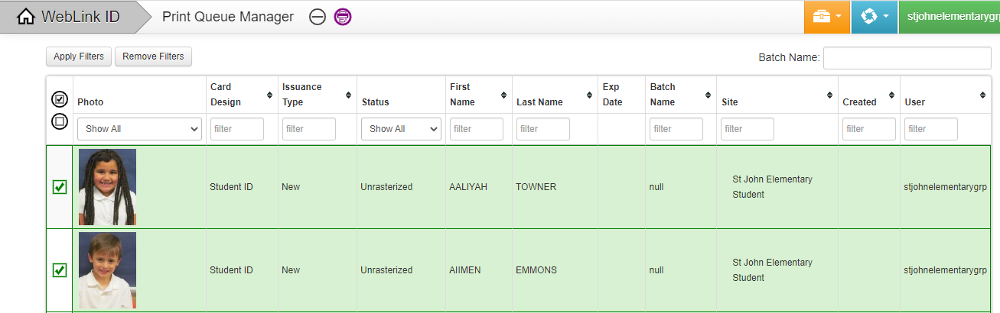 WebLink ID Print Queue Manager stjohnelementarygrp
Apply Filters Remove Filters Batch Name:
Photo Card Design Issuance Type Status First Name Last Name Exp Date Batch Name Site Created User
Show All filter filter Show All filter filter filter filter filter filter
Student ID New Unrasterized AALIYAH TOWNER null St John Elementary Student stjohnelementarygrp
Student ID New Unrasterized AIIMEN EMMONS null St John Elementary Student stjohnelementarygrp